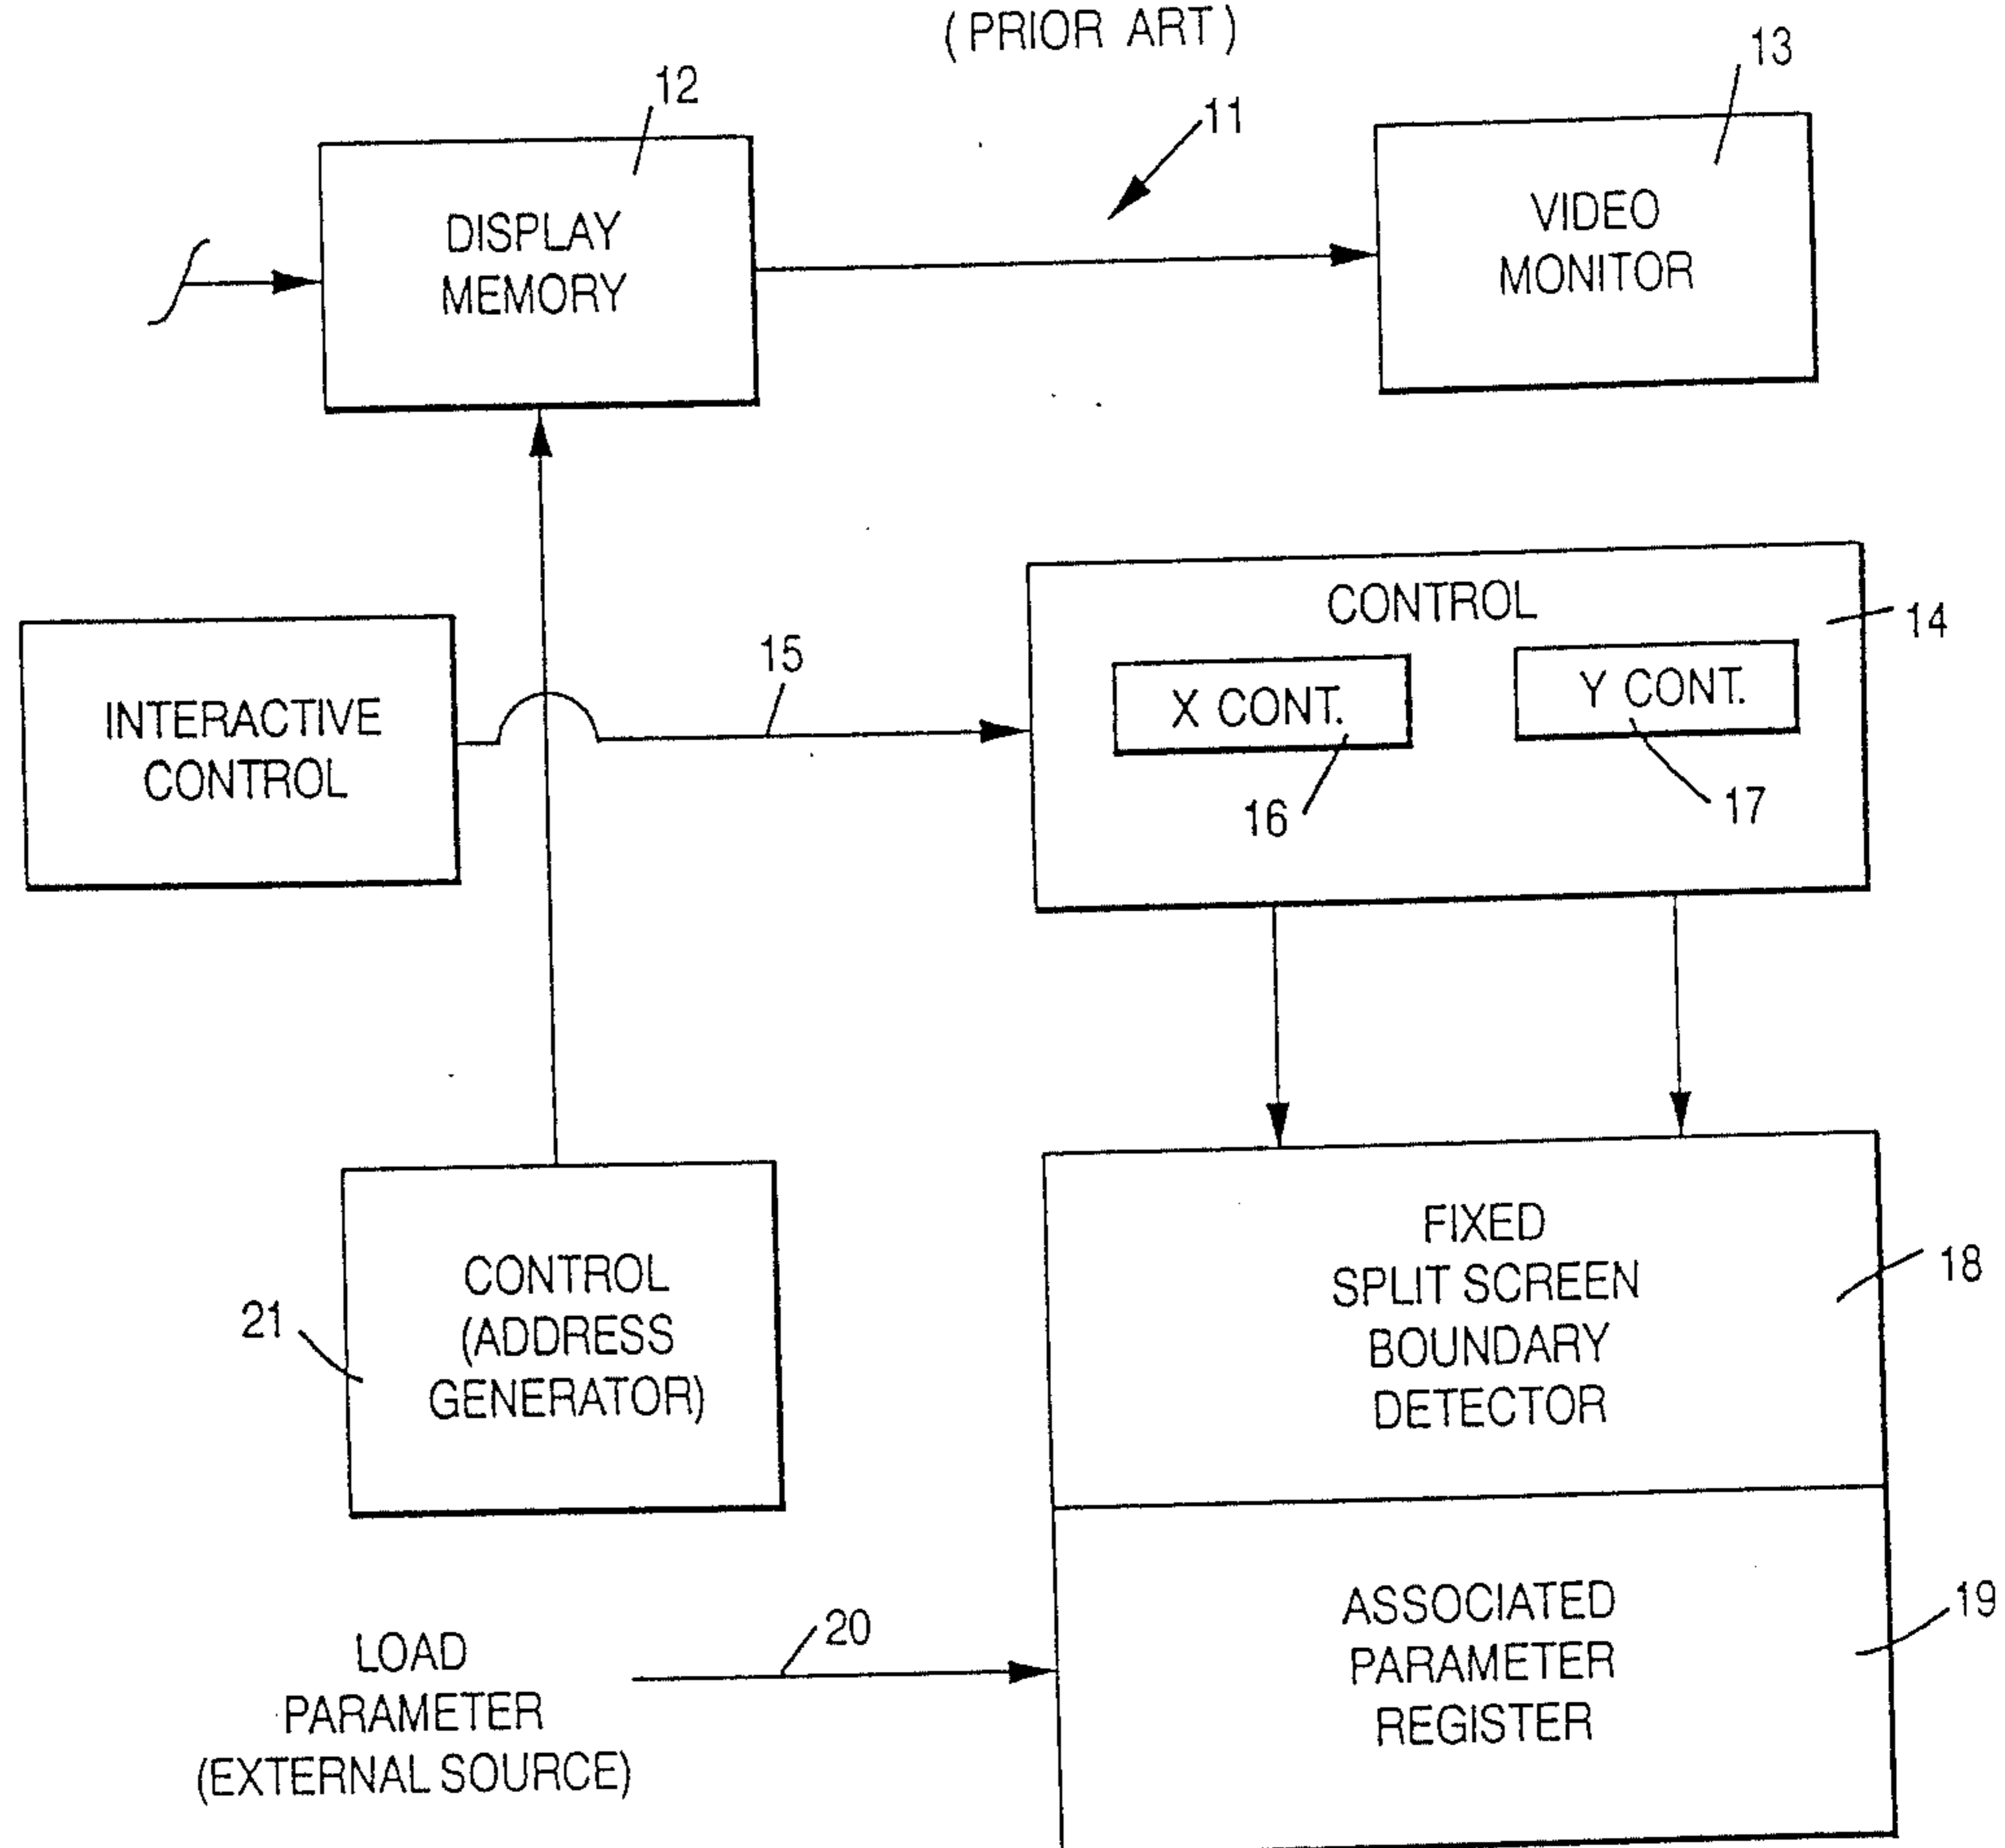 (PRIOR ART)
12
13
11
DISPLAY
MEMORY
VIDEO
MONITOR
CONTROL
14
15
X CONT.
Y CONT.
INTERACTIVE
CONTROL
16
17
FIXED
SPLIT SCREEN
BOUNDARY
DETECTOR
18
21
CONTROL
(ADDRESS
GENERATOR)
20
LOAD
PARAMETER
(EXTERNAL SOURCE)
ASSOCIATED
PARAMETER
REGISTER
19